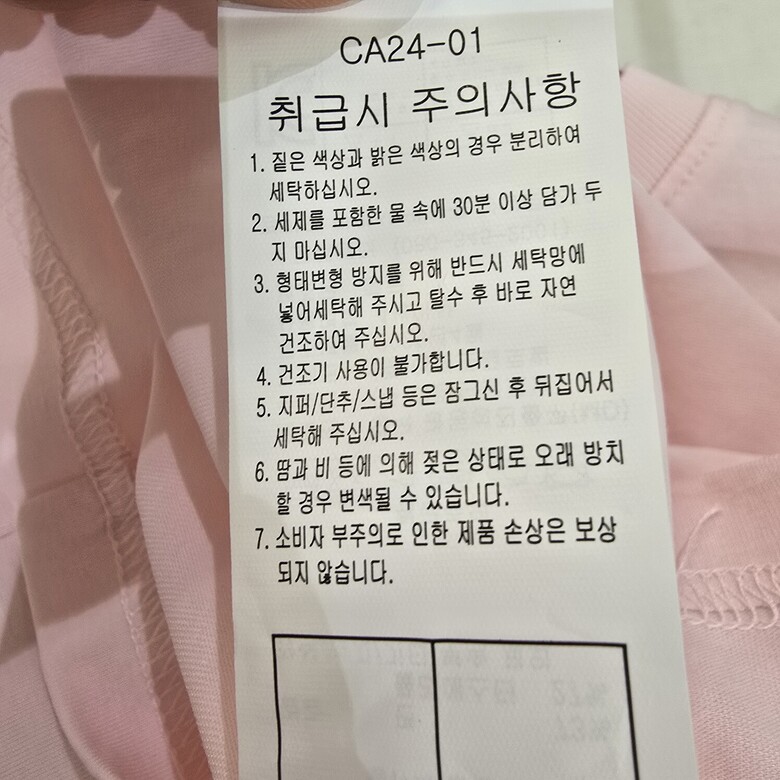 CA24-01
취급시 주의사항
1. 짙은 색상과 밝은 색상의 경우 분리하여
세탁하십시오.
2. 세제를 포함한 물 속에 30분 이상 담가 두
지 마십시오.
3. 형태변형 방지를 위해 반드시 세탁망에
넣어세탁해 주시고 탈수 후 바로 자연
건조하여 주십시오.
4. 건조기 사용이 불가합니다.
5. 지퍼/단추/스냅 등은 잠그신 후 뒤집어서
세탁해 주십시오.
6. 땀과 비 등에 의해 젖은 상태로 오래 방치
할 경우 변색될 수 있습니다.
7. 소비자 부주의로 인한 제품 손상은 보상
되지 않습니다.